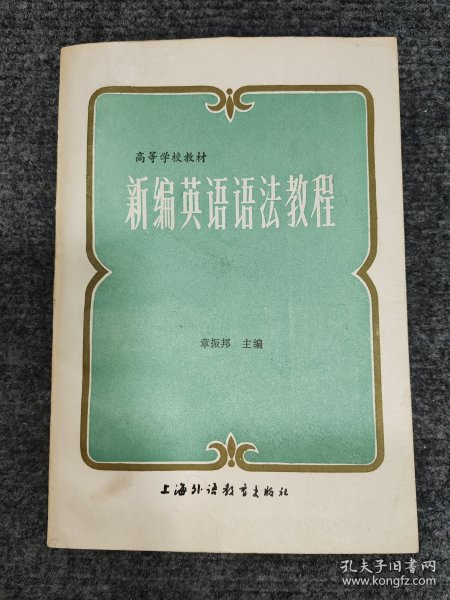 高等学校教材
新编英语语法教程
章振邦 主编
上海外语教育出版社
孔夫子旧书网
www.kongfz.com